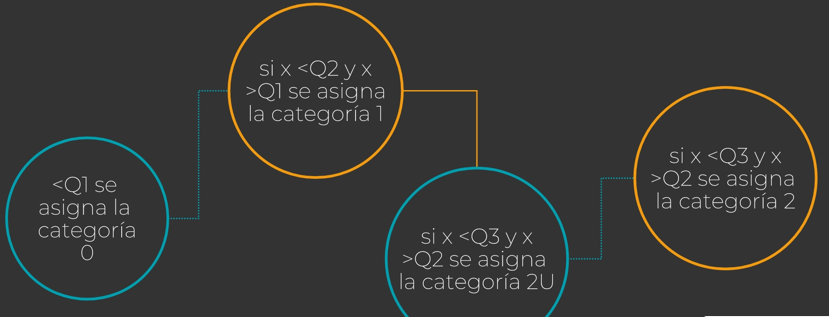 <Q1 se
asigna la
categoría
0
si x <Q2 y x
>Q1 se asigna
la categoría 1
si x <Q3 y x
>Q2 se asigna
la categoría 2U
si x <Q3 y x
>Q2 se asigna
la categoría 2